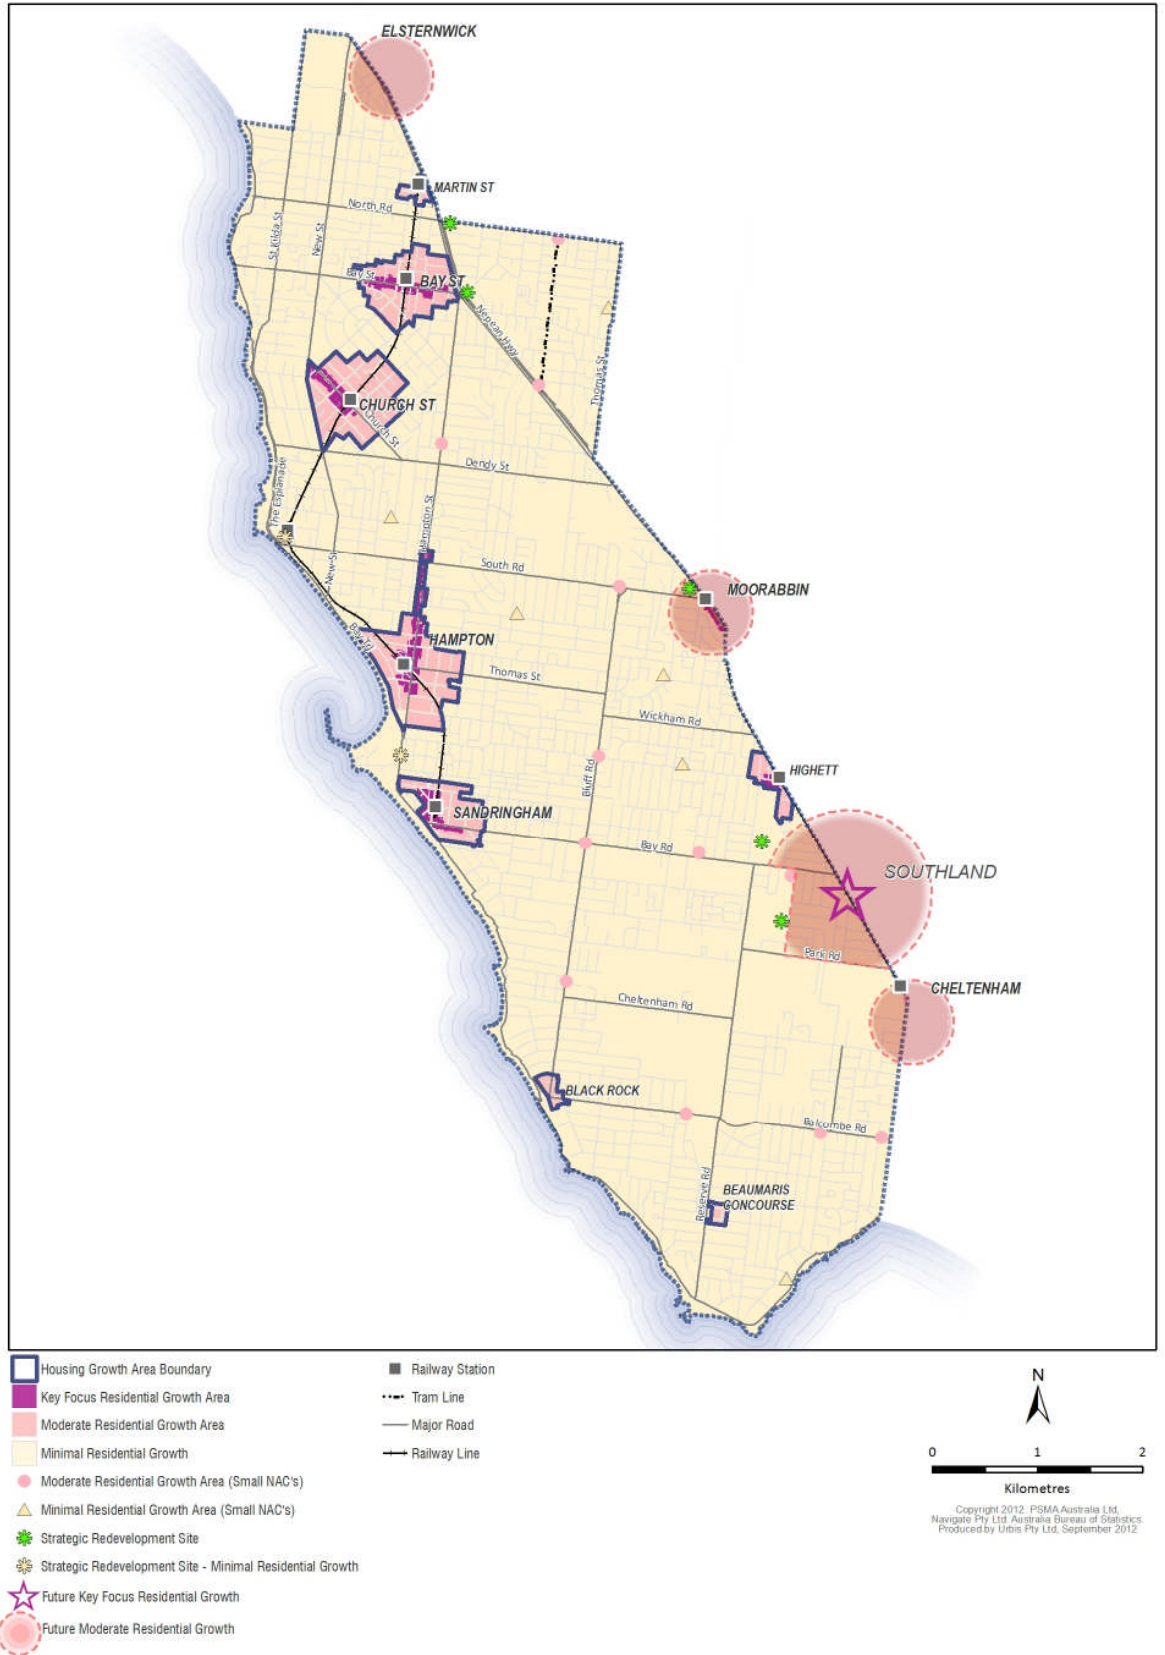 ELSTERNWICK
MARTIN ST
North Rd
St Kilda St
New St
Bay St
BAY ST
Nepean Hwy
Thomas St
CHURCH ST
Church St
Dendy St
The Esplanade
Hampton St
South Rd
New St
MOORABBIN
HAMPTON
Thomas St
Wickham Rd
HIGHETT
Bluff Rd
SANDRINGHAM
Bay Rd
SOUTHLAND
Park Rd
CHELTENHAM
Cheltenham Rd
BLACK ROCK
Balcombe Rd
Reserve Rd
BEAUMARIS
CONCOURSE
Housing Growth Area Boundary
Key Focus Residential Growth Area
Moderate Residential Growth Area
Minimal Residential Growth
Moderate Residential Growth Area (Small NAC's)
Minimal Residential Growth Area (Small NAC's)
Strategic Redevelopment Site
Strategic Redevelopment Site - Minimal Residential Growth
Future Key Focus Residential Growth
Future Moderate Residential Growth
Railway Station
Tram Line
Major Road
Railway Line
N
0 1 2
Kilometres
Copyright 2012. PSMA Australia Ltd,
Navigate Pty Ltd. Australia Bureau of Statistics.
Produced by Urbis Pty Ltd, September 2012